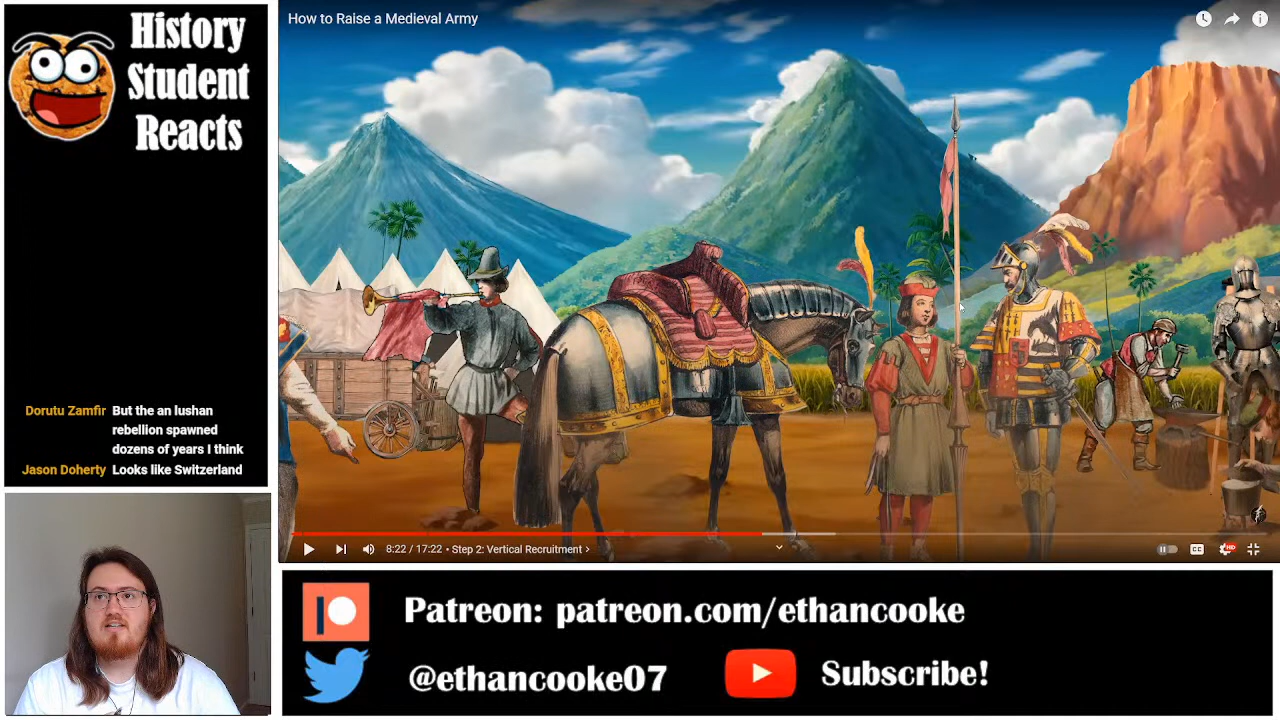 History
Student
Reacts
How to Raise a Medieval Army
Dorutu Zamfir But the an lushan
rebellion spawned
dozens of years I think
Jason Doherty Looks like Switzerland
8:22 / 17:22 • Step 2: Vertical Recruitment
CC
HD
Patreon: patreon.com/ethancooke
@ethancooke07
Subscribe!